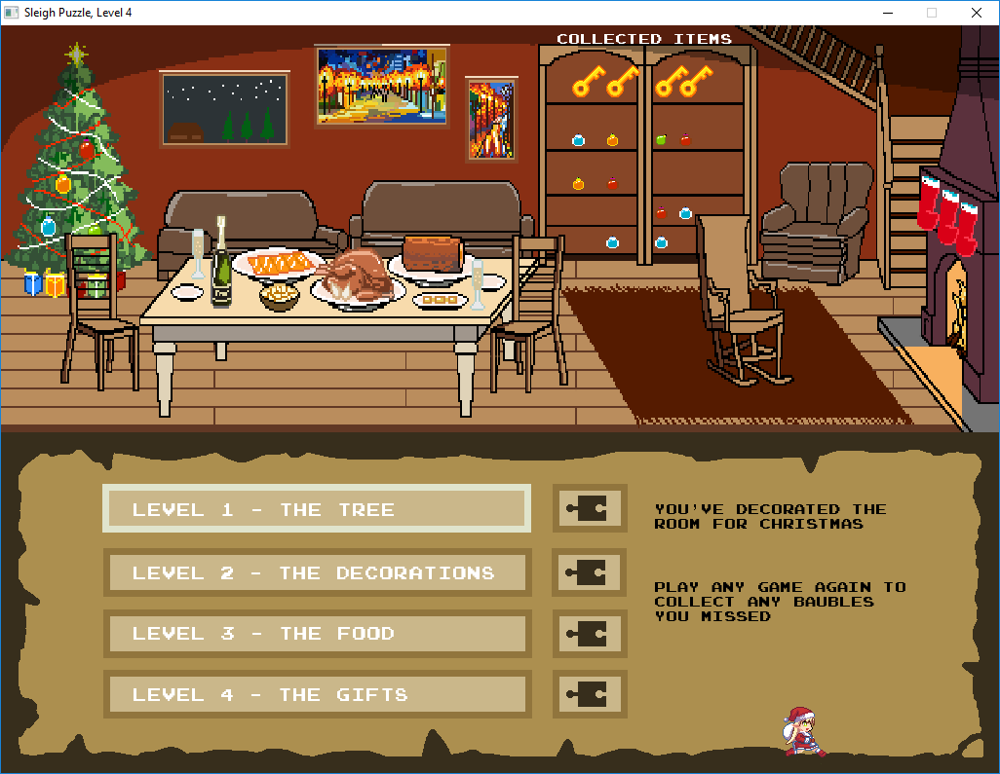 Sleigh Puzzle, Level 4
COLLECTED ITEMS
LEVEL 1 - THE TREE
LEVEL 2 - THE DECORATIONS
LEVEL 3 - THE FOOD
LEVEL 4 - THE GIFTS
YOU'VE DECORATED THE
ROOM FOR CHRISTMAS
PLAY ANY GAME AGAIN TO
COLLECT ANY BAUBLES
YOU MISSED